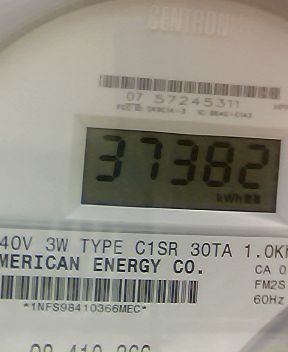 CENTRON
07 57245311
37382
kWh
40V 3W TYPE C1SR 30TA 1.0K
MERICAN ENERGY CO.
CA 0
FM2S
60Hz
*1NFS98410366MEC*